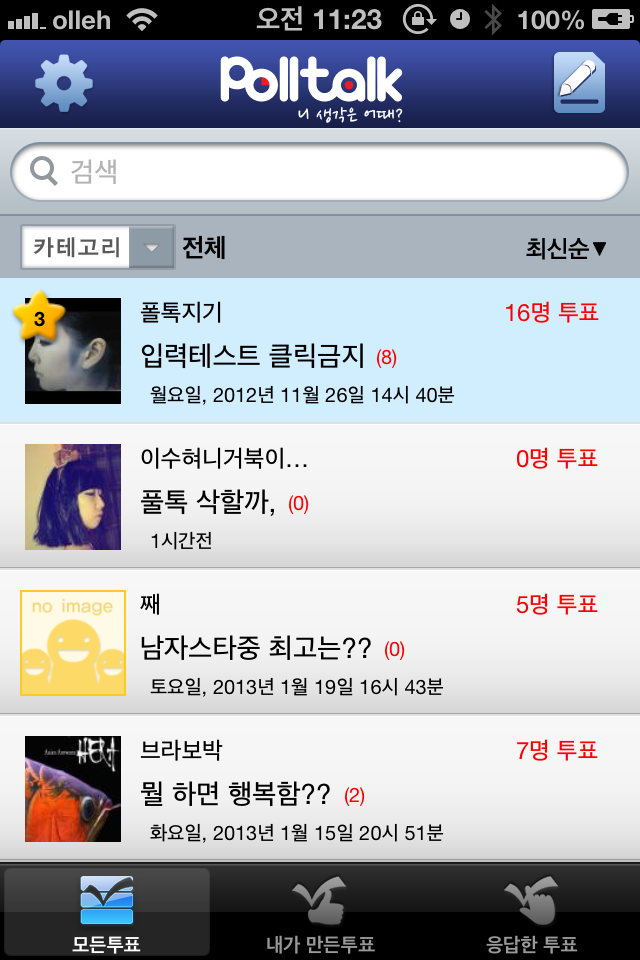 olleh 오전 11:23 100%
Polltalk
니 생각은 어때?
검색
카테고리 전체 최신순▼
3
폴톡지기 16명 투표
입력테스트 클릭금지 (8)
월요일, 2012년 11월 26일 14시 40분
이수혀니거북이... 0명 투표
풀톡 삭할까, (0)
1시간전
no image
째 5명 투표
남자스타중 최고는?? (0)
토요일, 2013년 1월 19일 16시 43분
HERA
브라보박 7명 투표
뭘 하면 행복함?? (2)
화요일, 2013년 1월 15일 20시 51분
모든투표 내가 만든투표 응답한 투표